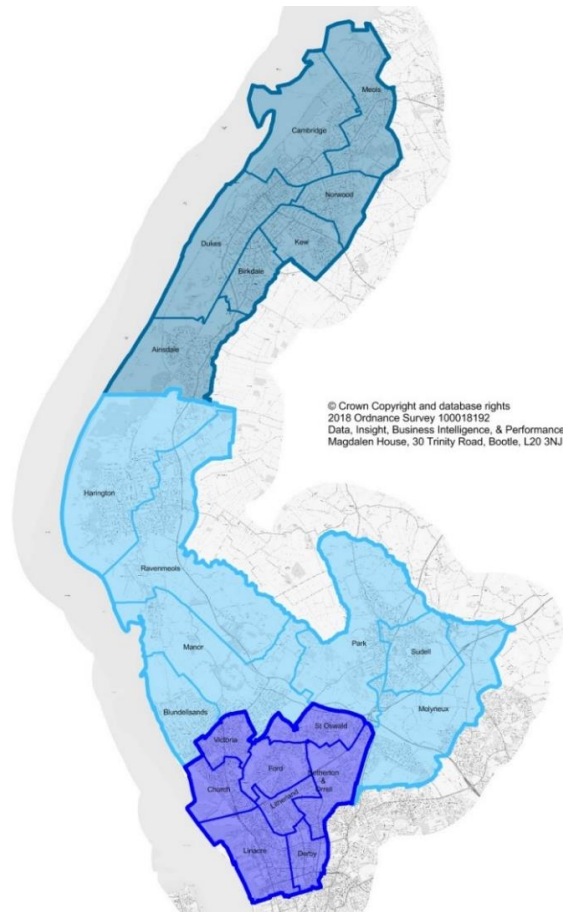 Meols
Cambridge
Norwood
Dukes
Kew
Birkdale
Ainsdale
© Crown Copyright and database rights
2018 Ordnance Survey 100018192
Data, Insight, Business Intelligence, & Performance
Magdalen House, 30 Trinity Road, Bootle, L20 3NJ
Harington
Ravenmeols
Park
Manor
Sudell
Blundellsands
Molyneux
St Oswald
Victoria
Ford
Netherton
&
Orrel
Church
Litherland
Linacre
Derby